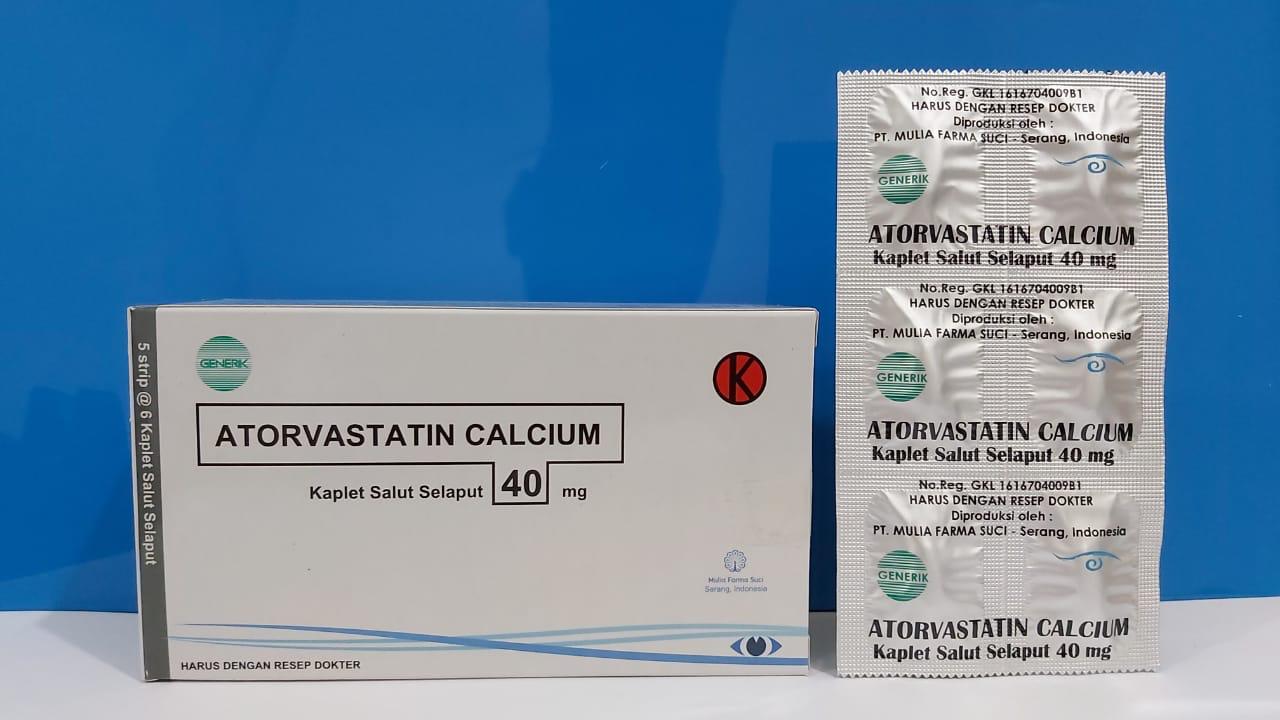 5 strip @ 6 Kaplet Salut Selaput
GENERIK
K
ATORVASTATIN CALCIUM
Kaplet Salut Selaput 40 mg
Mulia Farma Suci
Serang, Indonesia
HARUS DENGAN RESEP DOKTER
No.Reg. GKL 1616704009B1
HARUS DENGAN RESEP DOKTER
Diproduksi oleh :
PT. MULIA FARMA SUCI - Serang, Indonesia
GENERIK
ATORVASTATIN CALCIUM
Kaplet Salut Selaput 40 mg
No.Reg. GKL 1616704009B1
HARUS DENGAN RESEP DOKTER
Diproduksi oleh :
PT. MULIA FARMA SUCI - Serang, Indonesia
GENERIK
ATORVASTATIN CALCIUM
Kaplet Salut Selaput 40 mg
No.Reg. GKL 1616704009B1
HARUS DENGAN RESEP DOKTER
Diproduksi oleh :
PT. MULIA FARMA SUCI - Serang, Indonesia
GENERIK
ATORVASTATIN CALCIUM
Kaplet Salut Selaput 40 mg